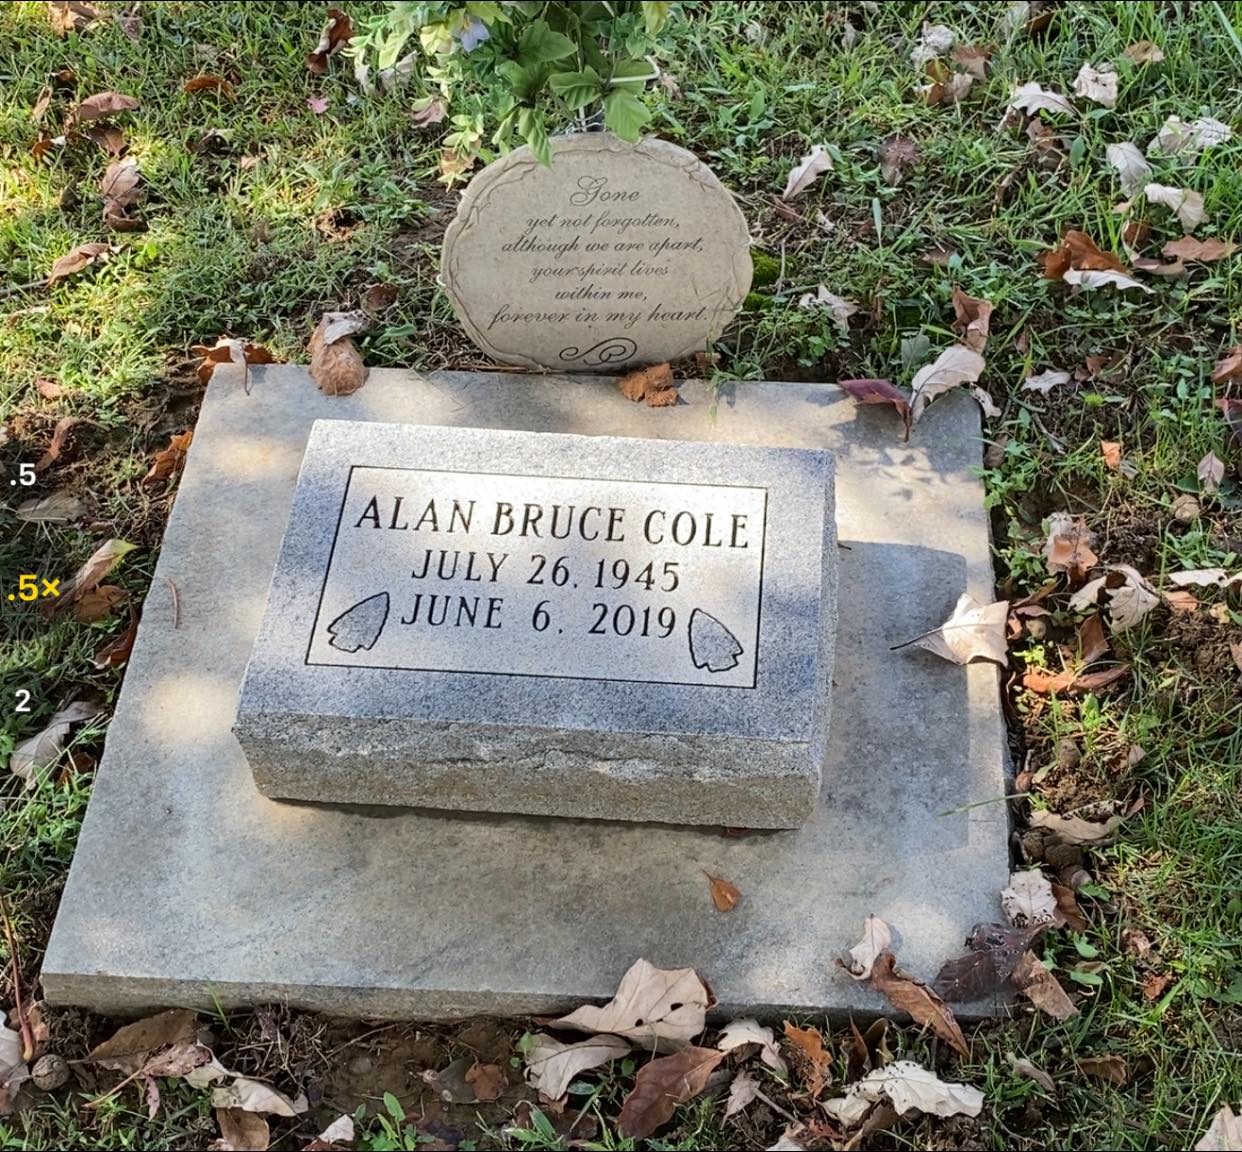 Gone
yet not forgotten,
although we are apart,
your spirit lives
within me,
forever in my heart.
ALAN BRUCE COLE
JULY 26, 1945
JUNE 6, 2019
.5
.5×
2